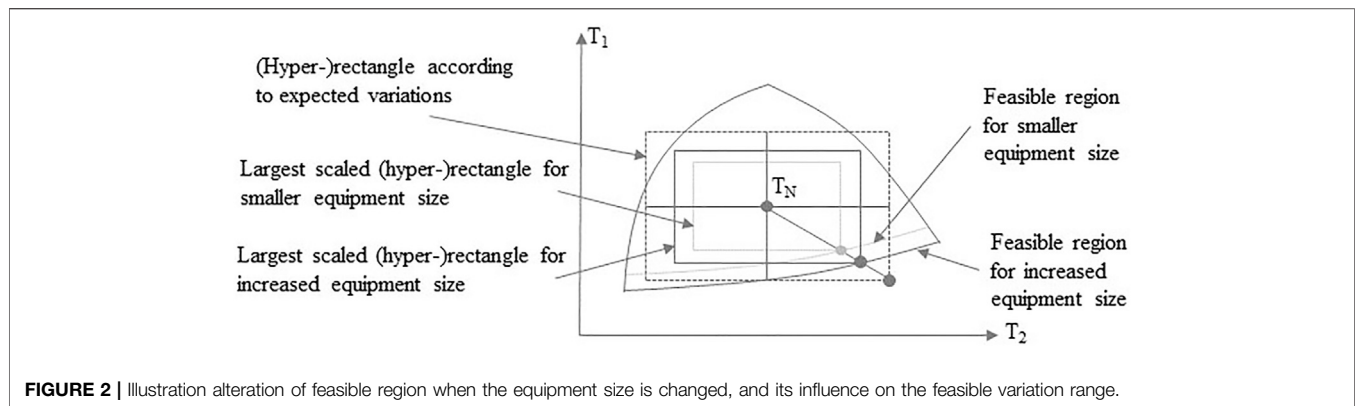 T1
(Hyper-)rectangle according
to expected variations
Feasible region
for smaller
equipment size
Largest scaled (hyper-)rectangle for
smaller equipment size
TN
Largest scaled (hyper-)rectangle for
increased equipment size
Feasible region
for increased
equipment size
T2
FIGURE 2 | Illustration alteration of feasible region when the equipment size is changed, and its influence on the feasible variation range.